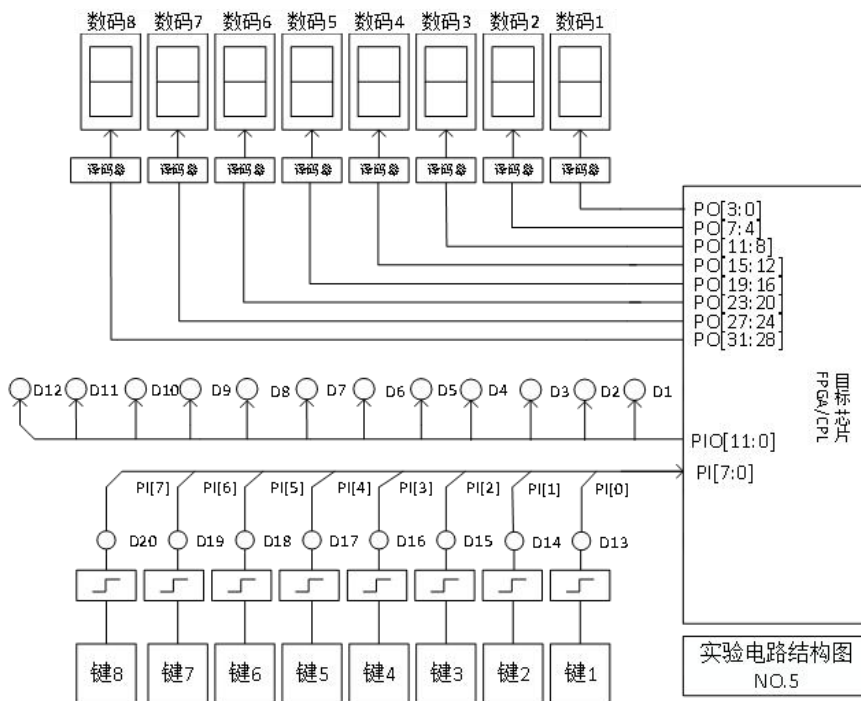 数码8 数码7 数码6 数码5 数码4 数码3 数码2 数码1
译码器 译码器 译码器 译码器 译码器 译码器 译码器 译码器
PO[3:0]
PO[7:4]
PO[11:8]
PO[15:12]
PO[19:16]
PO[23:20]
PO[27:24]
PO[31:28]
目标芯片
FPGA/CPL
D12 D11 D10 D9 D8 D7 D6 D5 D4 D3 D2 D1
PIO[11:0]
PI[7:0]
PI[7] PI[6] PI[5] PI[4] PI[3] PI[2] PI[1] PI[0]
D20 D19 D18 D17 D16 D15 D14 D13
键8 键7 键6 键5 键4 键3 键2 键1
实验电路结构图
NO.5